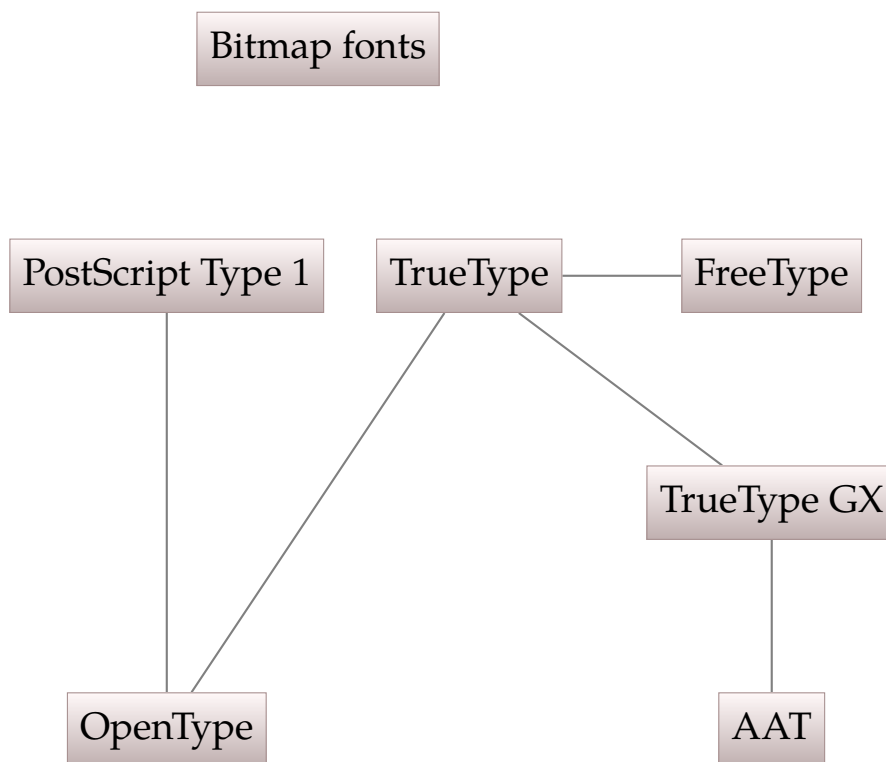 Bitmap fonts
PostScript Type 1
TrueType
FreeType
TrueType GX
OpenType
AAT